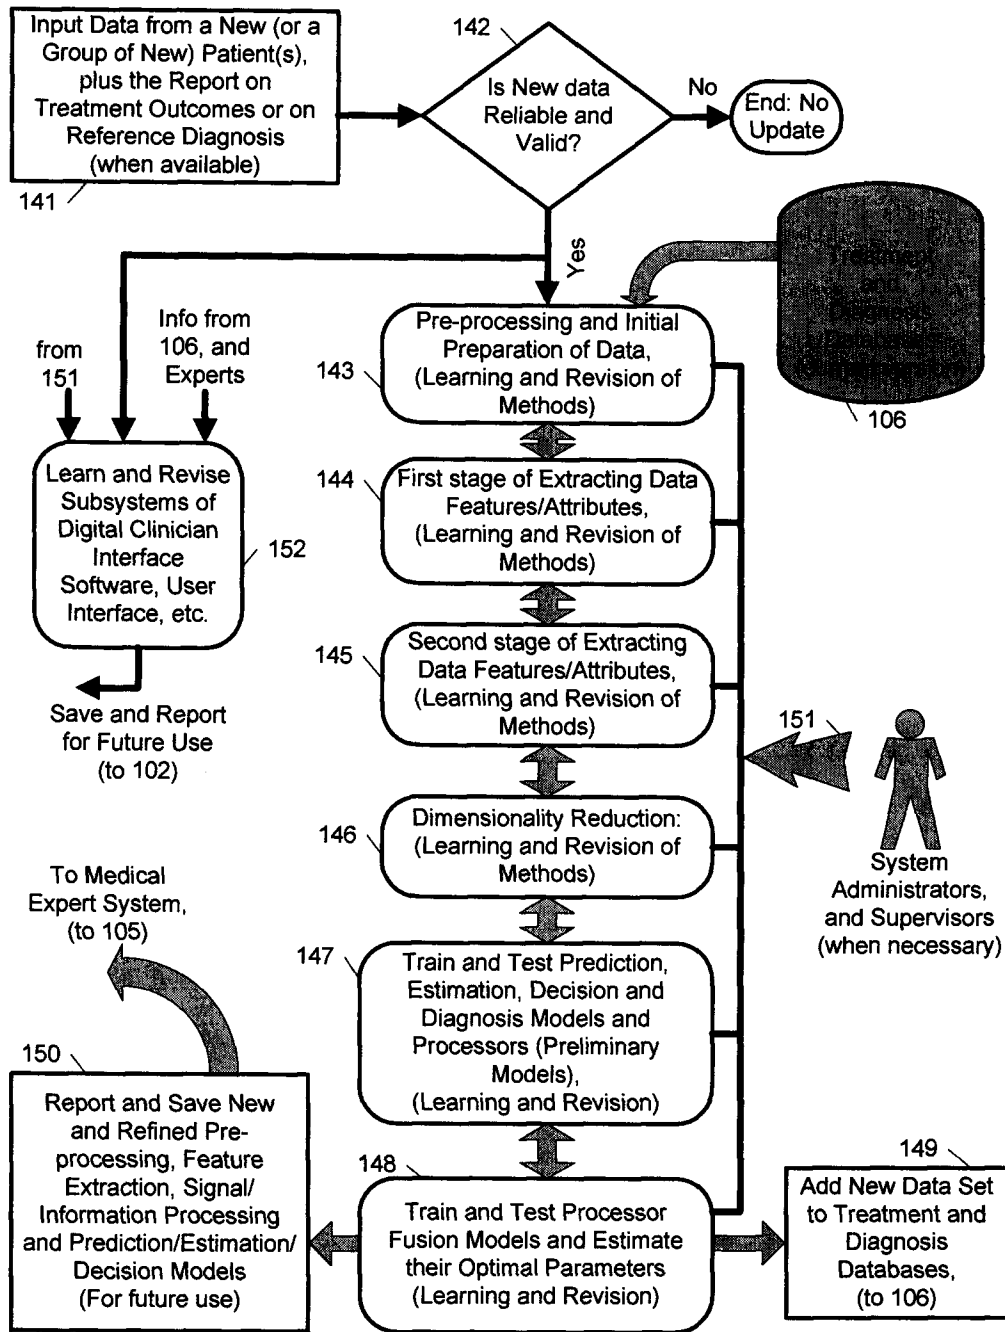 Input Data from a New (or a
Group of New) Patient(s),
plus the Report on
Treatment Outcomes or on
Reference Diagnosis
(when available)
141
142
Is New data
Reliable and
Valid?
No
End: No
Update
Yes
Treatment
and
Diagnosis
Databases
106
from
151
Info from
106, and
Experts
Pre-processing and Initial
Preparation of Data,
(Learning and Revision of
Methods)
143
Learn and Revise
Subsystems of
Digital Clinician
Interface
Software, User
Interface, etc.
152
Save and Report
for Future Use
(to 102)
144
First stage of Extracting Data
Features/Attributes,
(Learning and Revision of
Methods)
145
Second stage of Extracting
Data Features/Attributes,
(Learning and Revision of
Methods)
151
System
Administrators,
and Supervisors
(when necessary)
146
Dimensionality Reduction:
(Learning and Revision of
Methods)
To Medical
Expert System,
(to 105)
147
Train and Test Prediction,
Estimation, Decision and
Diagnosis Models and
Processors (Preliminary
Models),
(Learning and Revision)
150
Report and Save New
and Refined Pre-
processing, Feature
Extraction, Signal/
Information Processing
and Prediction/Estimation/
Decision Models
(For future use)
148
Train and Test Processor
Fusion Models and Estimate
their Optimal Parameters
(Learning and Revision)
149
Add New Data Set
to Treatment and
Diagnosis
Databases,
(to 106)